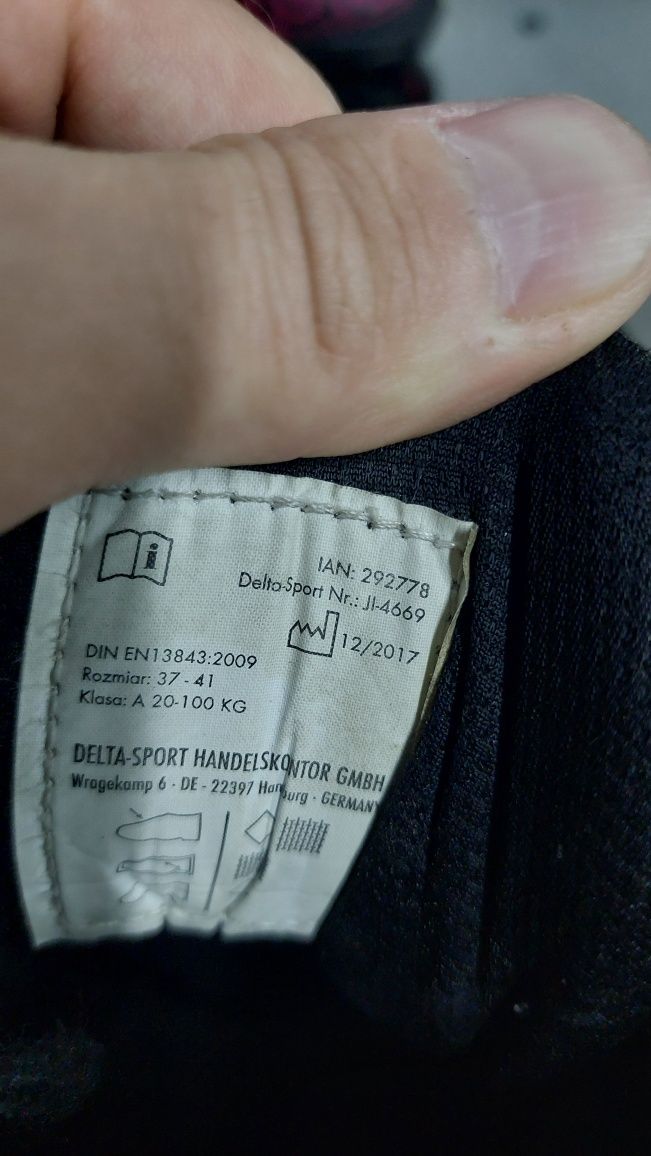 IAN: 292778
Delta-Sport Nr.: JI-4669
12/2017
DIN EN13843:2009
Rozmiar: 37 - 41
Klasa: A 20-100 KG
DELTA-SPORT HANDELSKONTOR GMBH
Wragekamp 6 · DE - 22397 Hamburg · GERMANY